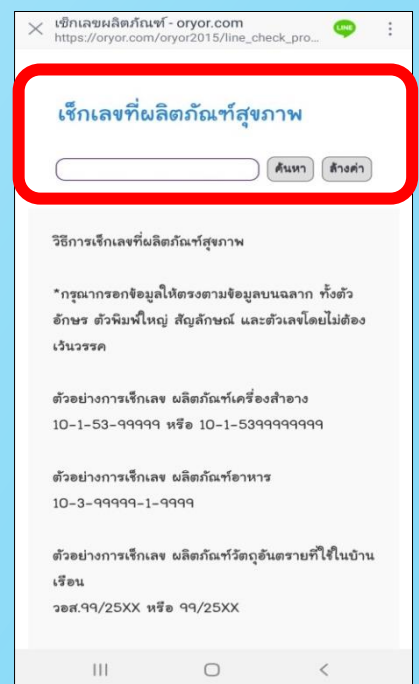 เช็กเลขผลิตภัณฑ์ - oryor.com
https://oryor.com/oryor2015/line_check_pro...
LINE
เช็กเลขที่ผลิตภัณฑ์สุขภาพ
ค้นหา ล้างค่า
วิธีการเช็กเลขที่ผลิตภัณฑ์สุขภาพ
*กรุณากรอกข้อมูลให้ตรงตามข้อมูลบนฉลาก ทั้งตัว
อักษร ตัวพิมพ์ใหญ่ สัญลักษณ์ และตัวเลขโดยไม่ต้อง
เว้นวรรค
ตัวอย่างการเช็กเลข ผลิตภัณฑ์เครื่องสำอาง
10-1-53-99999 หรือ 10-1-5399999999
ตัวอย่างการเช็กเลข ผลิตภัณฑ์อาหาร
10-3-99999-1-9999
ตัวอย่างการเช็กเลข ผลิตภัณฑ์วัตถุอันตรายที่ใช้ในบ้าน
เรือน
วอส.99/25XX หรือ 99/25XX